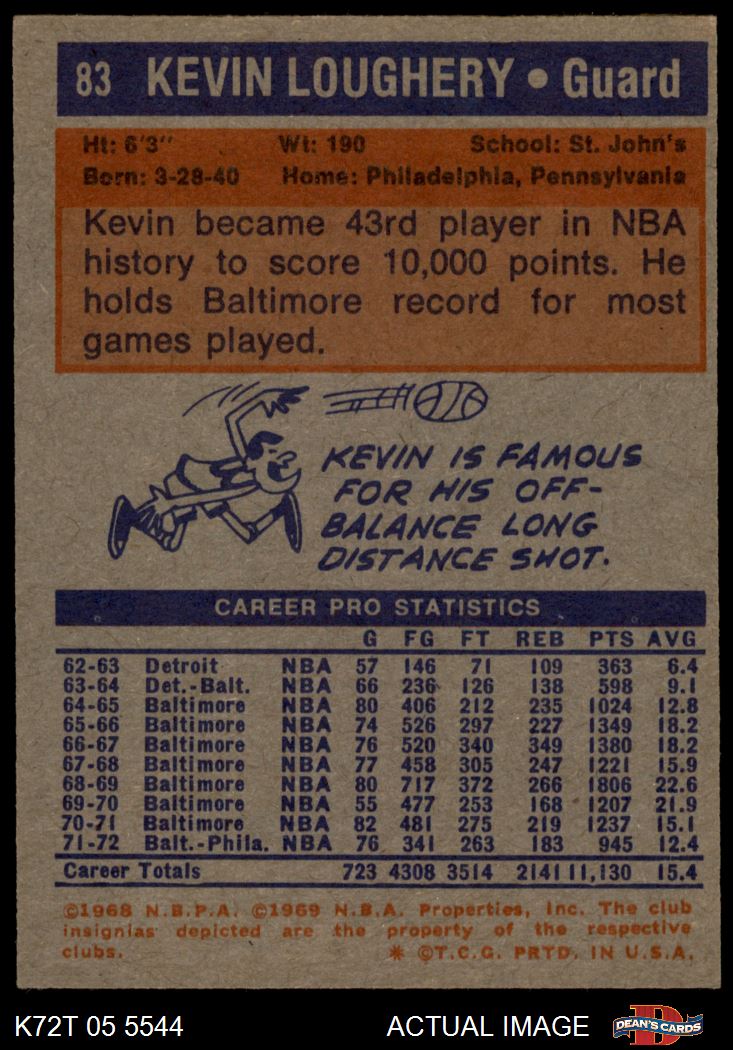 83 KEVIN LOUGHERY • Guard
Ht: 6'3" Wt: 190 School: St. John's
Born: 3-28-40 Home: Philadelphia, Pennsylvania
Kevin became 43rd player in NBA
history to score 10,000 points. He
holds Baltimore record for most
games played.
KEVIN IS FAMOUS
FOR HIS OFF-
BALANCE LONG
DISTANCE SHOT.
CAREER PRO STATISTICS
G FG FT REB PTS AVG
62-63 Detroit NBA 57 146 71 109 363 6.4
63-64 Det.-Balt. NBA 66 236 126 138 598 9.1
64-65 Baltimore NBA 80 406 212 235 1024 12.8
65-66 Baltimore NBA 74 526 297 227 1349 18.2
66-67 Baltimore NBA 76 520 340 349 1380 18.2
67-68 Baltimore NBA 77 458 305 247 1221 15.9
68-69 Baltimore NBA 80 717 372 266 1806 22.6
69-70 Baltimore NBA 55 477 253 168 1207 21.9
70-71 Baltimore NBA 82 481 275 219 1237 15.1
71-72 Balt.-Phila. NBA 76 341 263 183 945 12.4
Career Totals 723 4308 3514 2141 11,130 15.4
©1968 N.B.P.A. ©1969 N.B.A. Properties, Inc. The club
insignias depicted are the property of the respective
clubs. * ©T.C.G. PRTD. IN U.S.A.
K72T 05 5544 ACTUAL IMAGE D DEAN'S CARDS